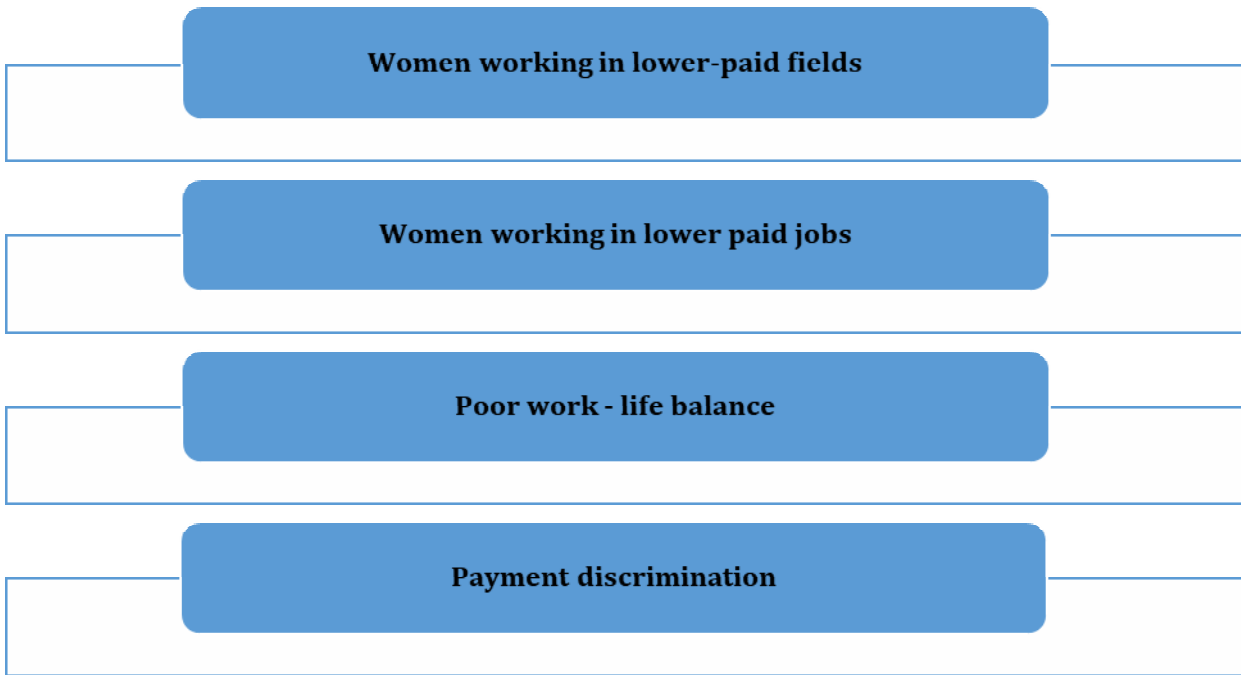 Women working in lower-paid fields
Women working in lower paid jobs
Poor work - life balance
Payment discrimination